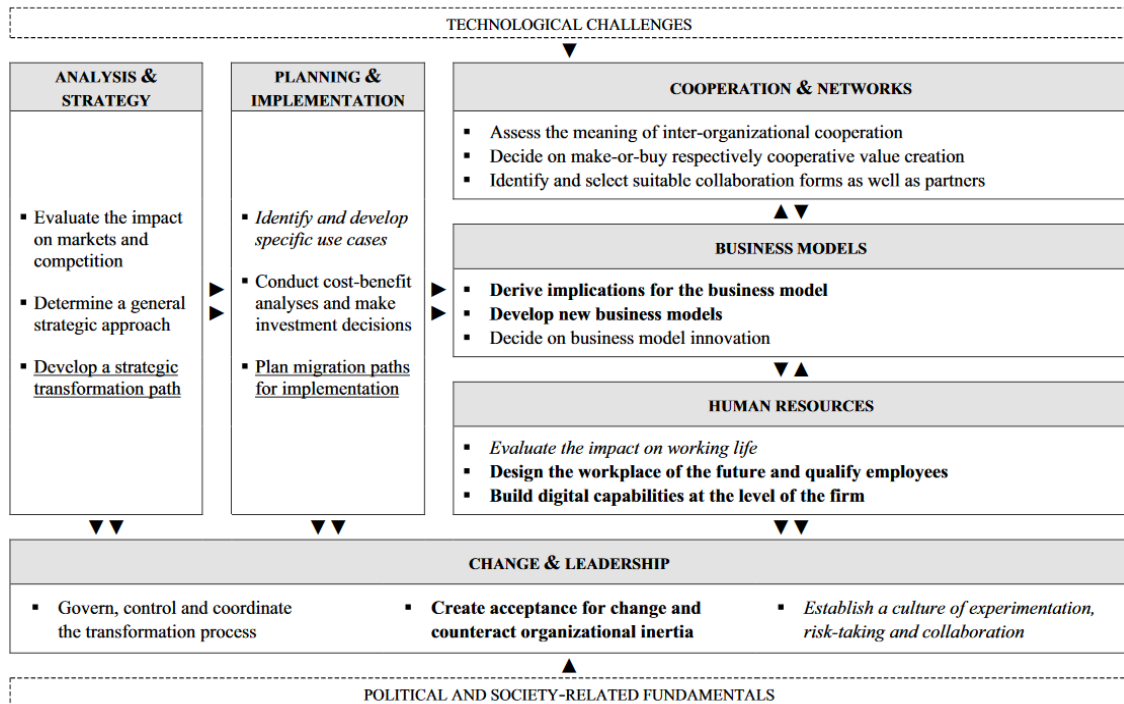 TECHNOLOGICAL CHALLENGES
ANALYSIS &
STRATEGY
▪ Evaluate the impact
on markets and
competition
▪ Determine a general
strategic approach
▪ Develop a strategic
transformation path
PLANNING &
IMPLEMENTATION
▪ Identify and develop
specific use cases
▪ Conduct cost-benefit
analyses and make
investment decisions
▪ Plan migration paths
for implementation
COOPERATION & NETWORKS
▪ Assess the meaning of inter-organizational cooperation
▪ Decide on make-or-buy respectively cooperative value creation
▪ Identify and select suitable collaboration forms as well as partners
BUSINESS MODELS
▪ Derive implications for the business model
▪ Develop new business models
▪ Decide on business model innovation
HUMAN RESOURCES
▪ Evaluate the impact on working life
▪ Design the workplace of the future and qualify employees
▪ Build digital capabilities at the level of the firm
CHANGE & LEADERSHIP
▪ Govern, control and coordinate
the transformation process
▪ Create acceptance for change and
counteract organizational inertia
▪ Establish a culture of experimentation,
risk-taking and collaboration
POLITICAL AND SOCIETY-RELATED FUNDAMENTALS